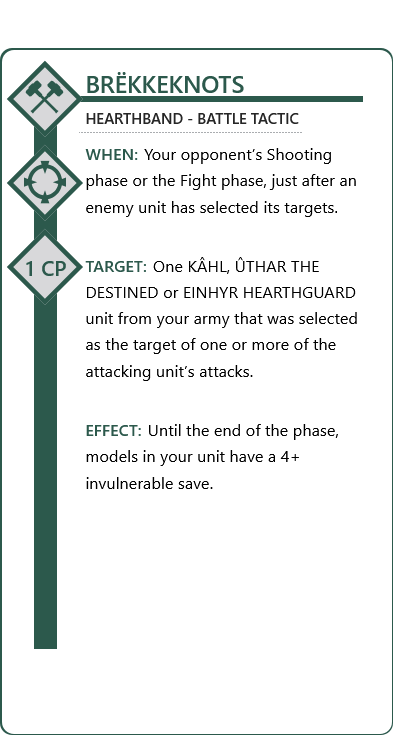 BRËKKEKNOTS
HEARTHBAND - BATTLE TACTIC
WHEN: Your opponent’s Shooting
phase or the Fight phase, just after an
enemy unit has selected its targets.
1 CP
TARGET: One KÂHL, ÛTHAR THE
DESTINED or EINHYR HEARTHGUARD
unit from your army that was selected
as the target of one or more of the
attacking unit’s attacks.
EFFECT: Until the end of the phase,
models in your unit have a 4+
invulnerable save.